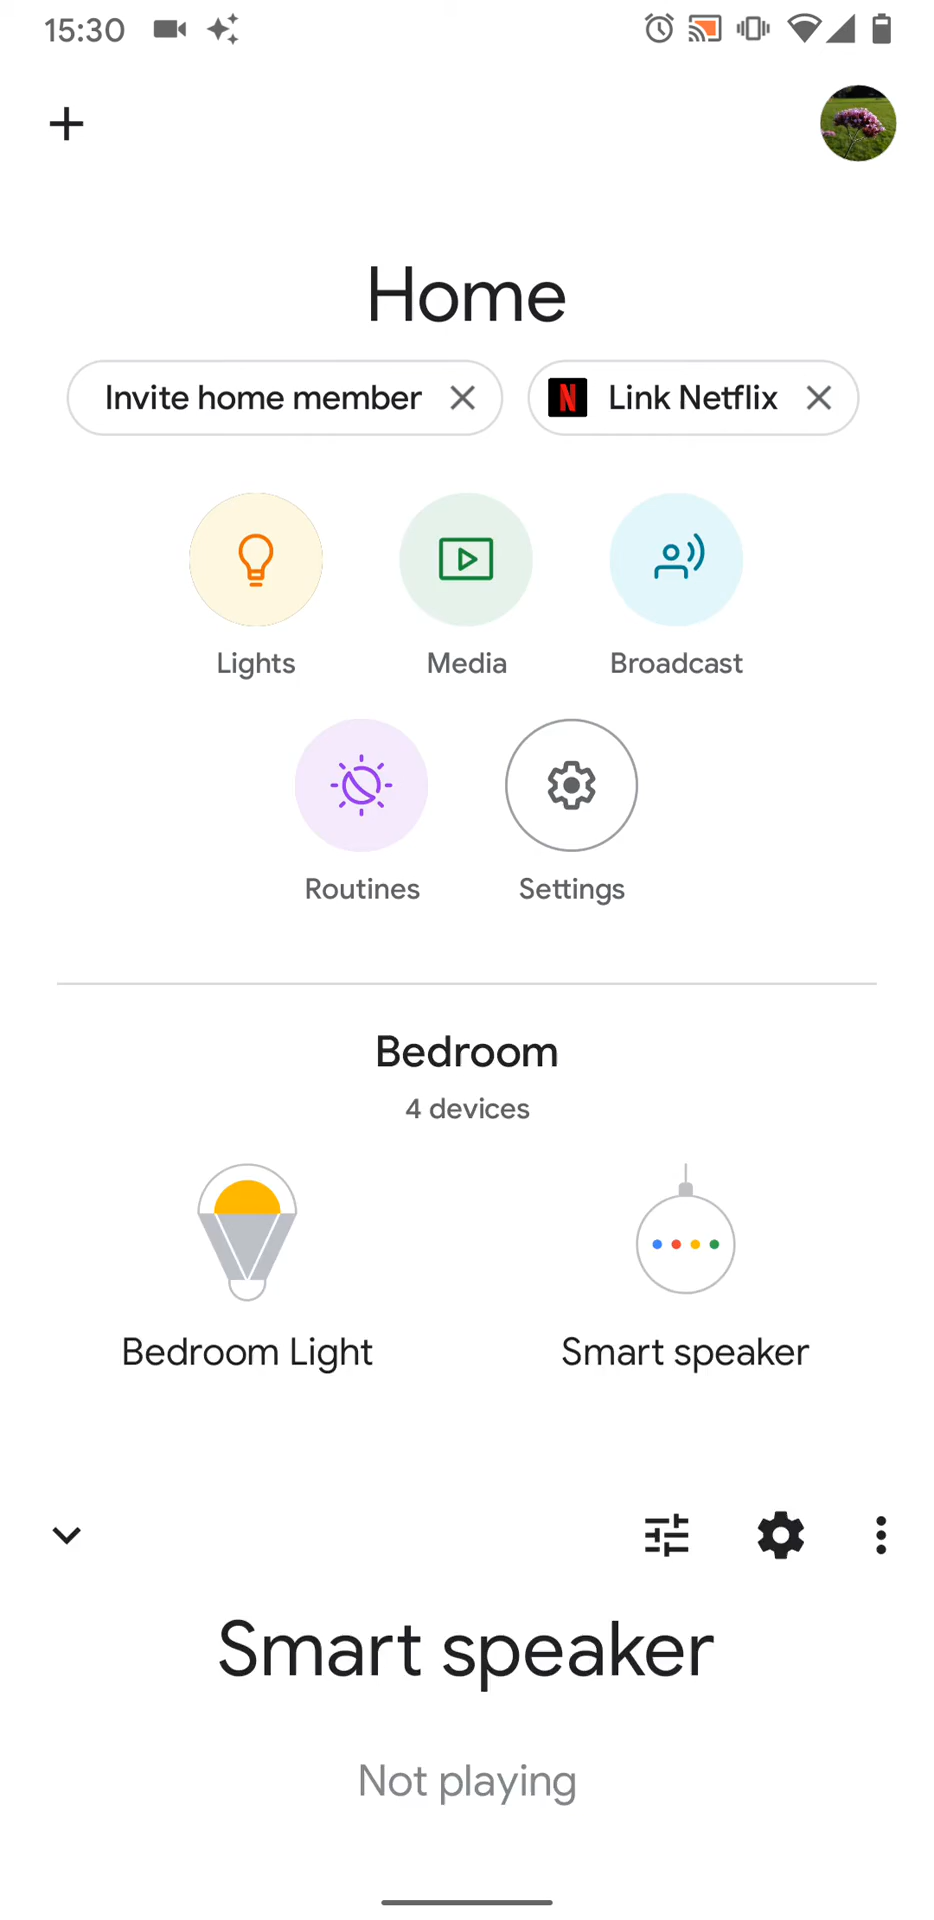 15:30
Home
Invite home member
N Link Netflix
Lights Media Broadcast
Routines Settings
Bedroom
4 devices
Bedroom Light Smart speaker
Smart speaker
Not playing